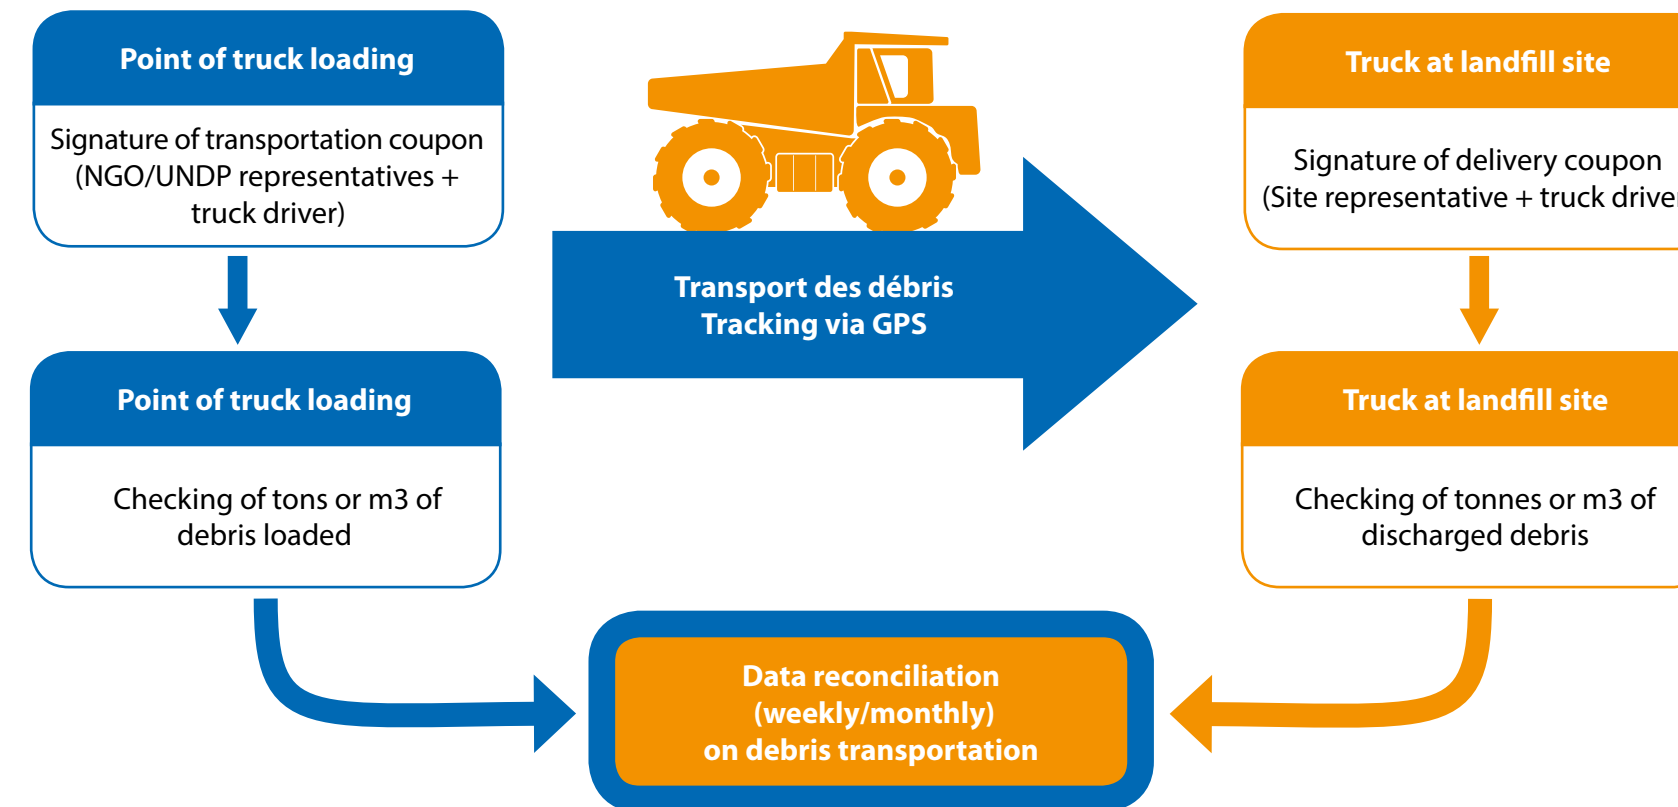 Point of truck loading
Signature of transportation coupon
(NGO/UNDP representatives +
truck driver)
Point of truck loading
Checking of tons or m3 of
debris loaded
Transport des débris
Tracking via GPS
Truck at landfill site
Signature of delivery coupon
(Site representative + truck driver
Truck at landfill site
Checking of tonnes or m3 of
discharged debris
Data reconciliation
(weekly/monthly)
on debris transportation